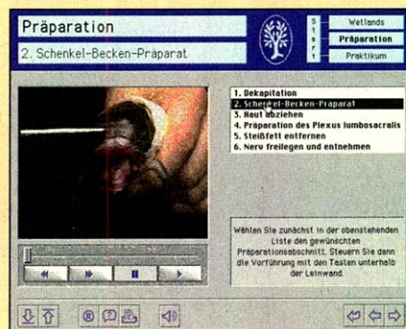 Präparation
2. Schenkel-Becken-Präparat
Start
Wetlands
Präparation
Praktikum
1. Dekapitation
2. Schenkel-Becken-Präparat
3. Haut abziehen
4. Präparation des Plexus lumbosacralis
5. Steißfett entfernen
6. Nerv freilegen und entnehmen
Wählen Sie zunächst in der obenstehenden
Liste den gewünschten
Präparationsabschnitt. Steuern Sie dann
die Vorführung mit den Tasten unterhalb
der Leinwand.